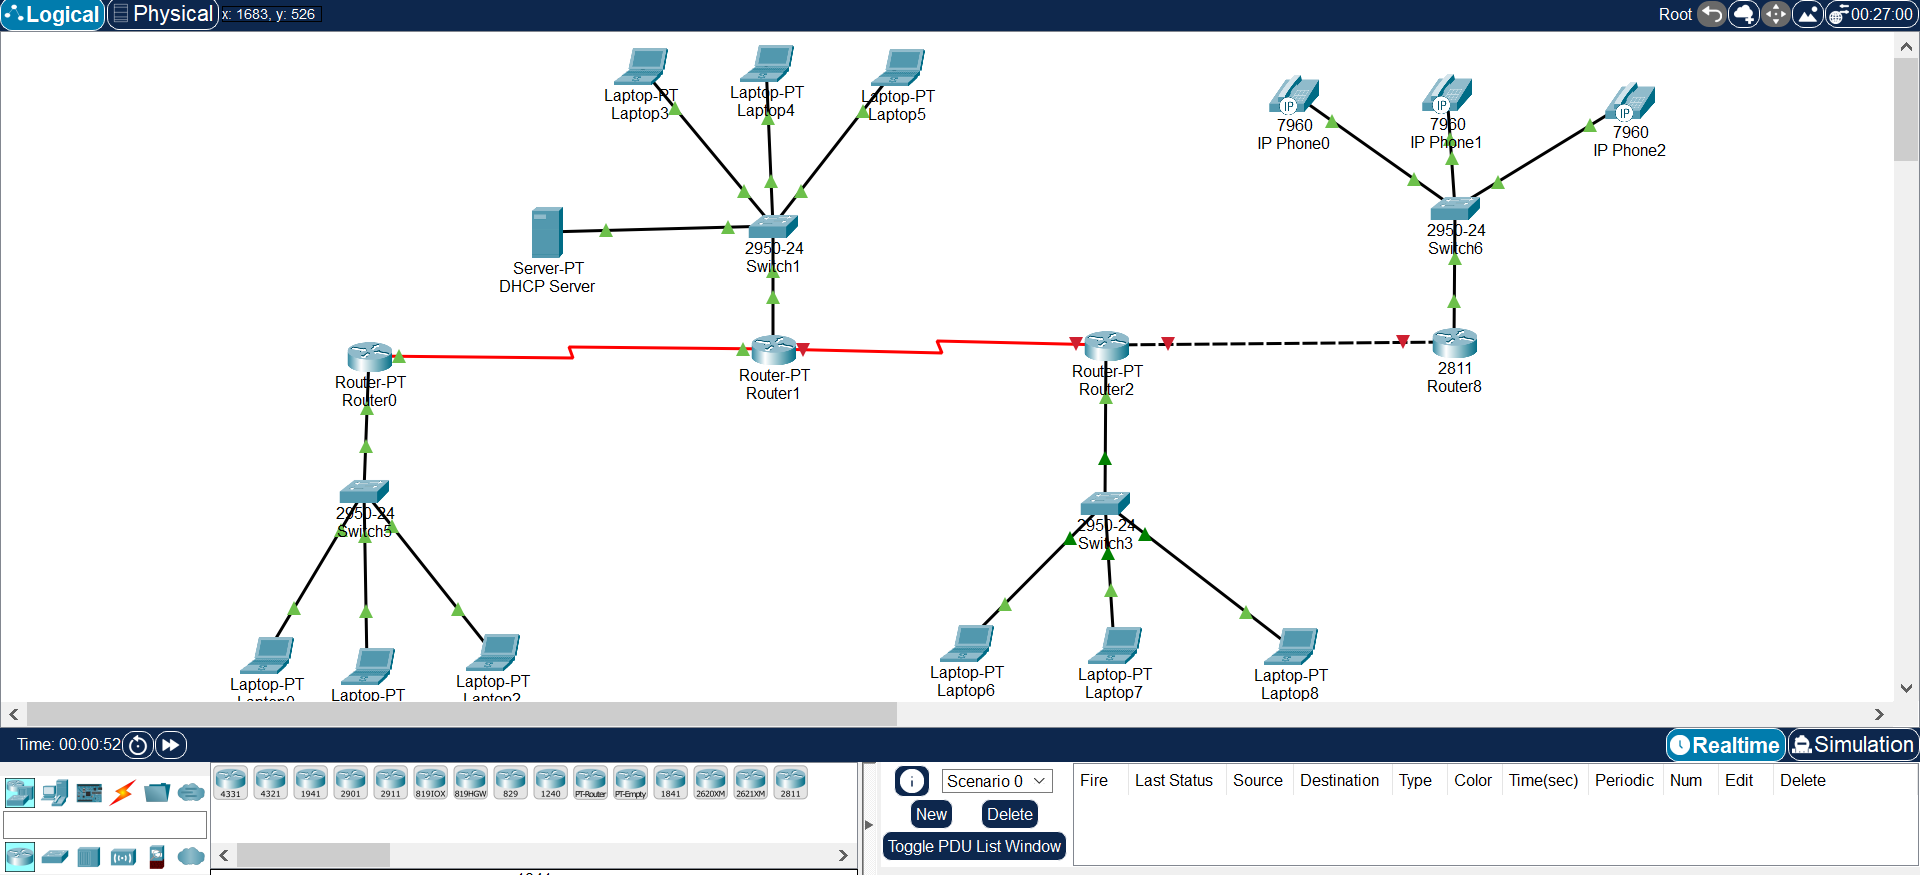 Logical
Physical
x: 1683, y: 526
Root
00:27:00
Laptop-PT
Laptop3
Laptop-PT
Laptop4
Laptop-PT
Laptop5
IP
7960
IP Phone0
IP
7960
IP Phone1
IP
7960
IP Phone2
Server-PT
DHCP Server
2950-24
Switch1
2950-24
Switch6
Router-PT
Router0
Router-PT
Router1
Router-PT
Router2
2811
Router8
2950-24
Switch5
2950-24
Switch3
Laptop-PT
Laptop0
Laptop-PT
Laptop-PT
Laptop2
Laptop-PT
Laptop6
Laptop-PT
Laptop7
Laptop-PT
Laptop8
Time: 00:00:52
Realtime
Simulation
4331
4321
1941
2901
2911
819IOX
819HGW
829
1240
PT-Router
PT-Empty
1841
2620XM
2621XM
2811
Scenario 0
New
Delete
Toggle PDU List Window
Fire
Last Status
Source
Destination
Type
Color
Time(sec)
Periodic
Num
Edit
Delete